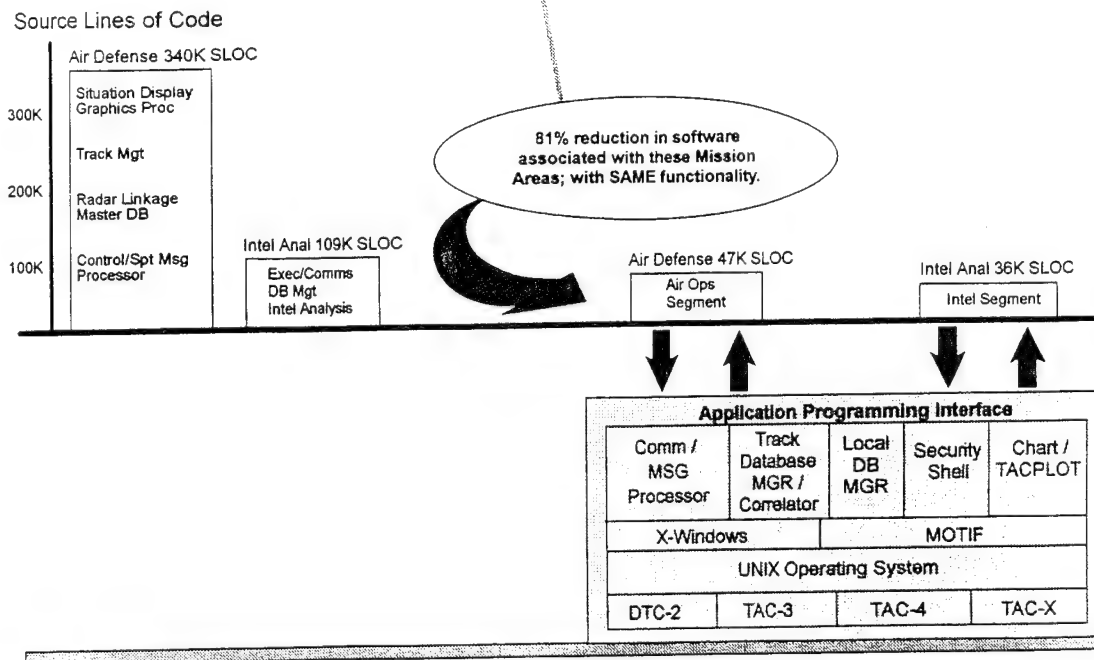 Source Lines of Code
Air Defense 340K SLOC
300K
200K
100K
Situation Display
Graphics Proc
Track Mgt
Radar Linkage
Master DB
Control/Spt Msg
Processor
Intel Anal 109K SLOC
Exec/Comms
DB Mgt
Intel Analysis
81% reduction in software
associated with these Mission
Areas; with SAME functionality.
Air Defense 47K SLOC
Air Ops
Segment
Intel Anal 36K SLOC
Intel Segment
Application Programming Interface
Comm /
MSG
Processor
Track
Database
MGR /
Correlator
Local
DB
MGR
Security
Shell
Chart /
TACPLOT
X-Windows
MOTIF
UNIX Operating System
DTC-2
TAC-3
TAC-4
TAC-X